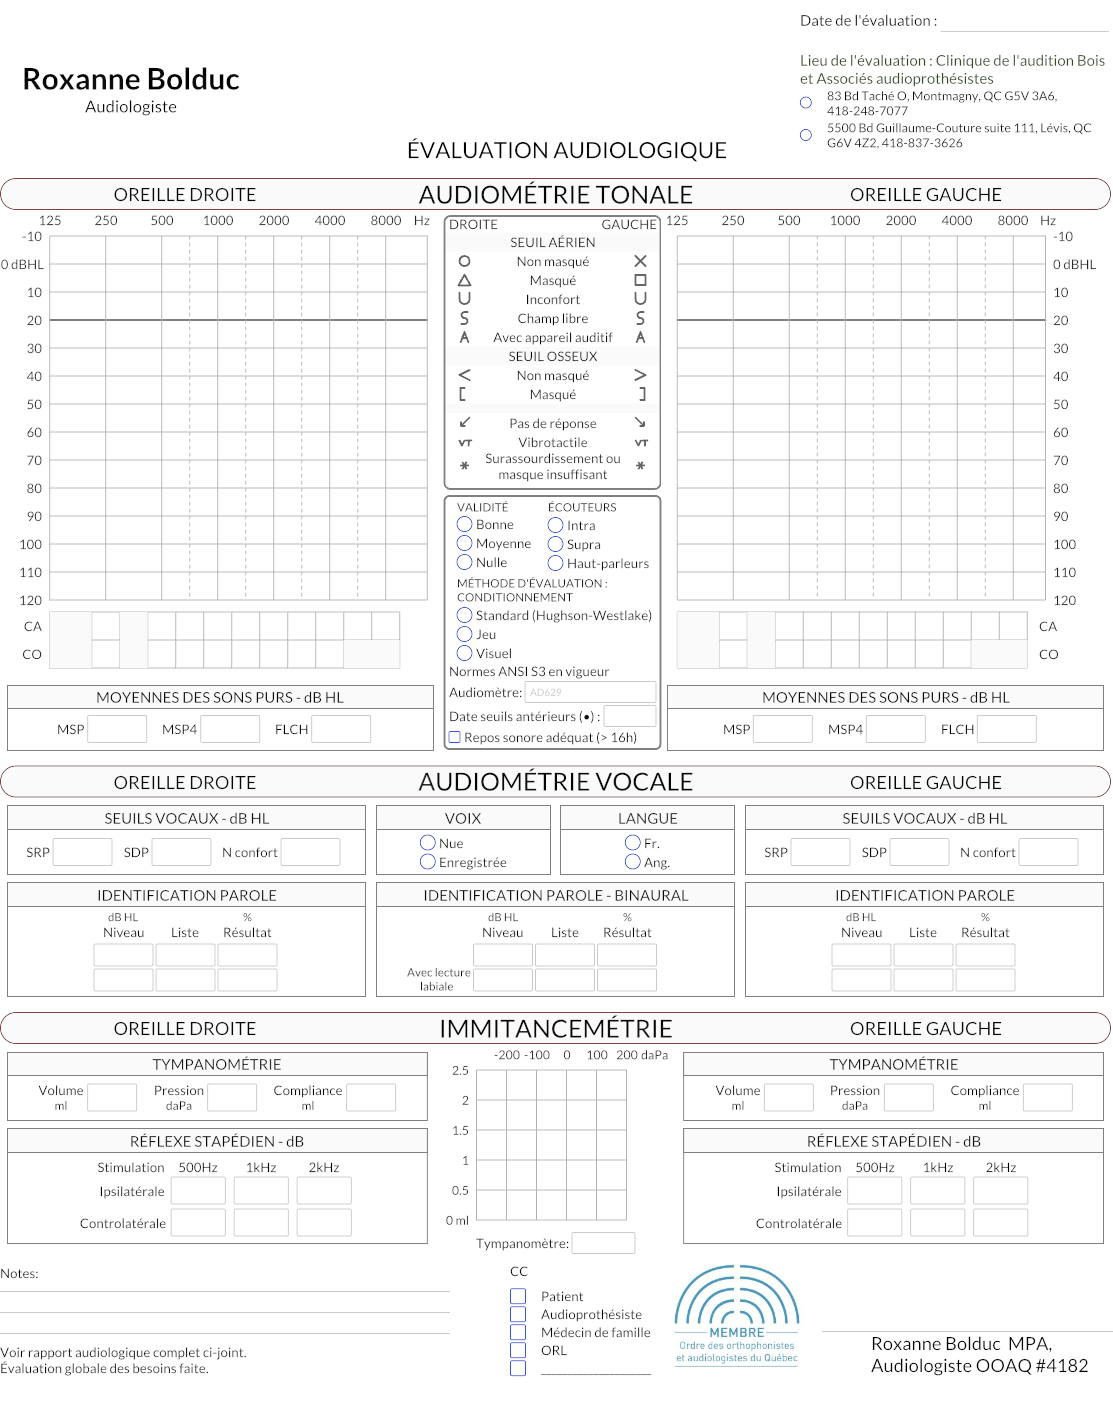 Date de l'évaluation :
Roxanne Bolduc
Audiologiste
Lieu de l'évaluation : Clinique de l'audition Bois
et Associés audioprothésistes
83 Bd Taché O, Montmagny, QC G5V 3A6,
418-248-7077
5500 Bd Guillaume-Couture suite 111, Lévis, QC
G6V 4Z2, 418-837-3626
ÉVALUATION AUDIOLOGIQUE
OREILLE DROITE AUDIOMÉTRIE TONALE OREILLE GAUCHE
125 250 500 1000 2000 4000 8000 Hz
-10
0 dBHL
10
20
30
40
50
60
70
80
90
100
110
120
CA
CO
DROITE GAUCHE
SEUIL AÉRIEN
Non masqué
Masqué
Inconfort
Champ libre
Avec appareil auditif
SEUIL OSSEUX
Non masqué
Masqué
Pas de réponse
VT Vibrotactile VT
Surassourdissement ou
masque insuffisant
VALIDITÉ ÉCOUTEURS
Bonne Intra
Moyenne Supra
Nulle Haut-parleurs
MÉTHODE D'ÉVALUATION :
CONDITIONNEMENT
Standard (Hughson-Westlake)
Jeu
Visuel
Normes ANSI S3 en vigueur
Audiomètre: AD629
Date seuils antérieurs (•) :
Repos sonore adéquat (> 16h)
125 250 500 1000 2000 4000 8000 Hz
-10
0 dBHL
10
20
30
40
50
60
70
80
90
100
110
120
CA
CO
MOYENNES DES SONS PURS - dB HL
MSP MSP4 FLCH
MOYENNES DES SONS PURS - dB HL
MSP MSP4 FLCH
OREILLE DROITE AUDIOMÉTRIE VOCALE OREILLE GAUCHE
SEUILS VOCAUX - dB HL
SRP SDP N confort
VOIX
Nue
Enregistrée
LANGUE
Fr.
Ang.
SEUILS VOCAUX - dB HL
SRP SDP N confort
IDENTIFICATION PAROLE
dB HL %
Niveau Liste Résultat
IDENTIFICATION PAROLE - BINAURAL
dB HL %
Niveau Liste Résultat
Avec lecture
labiale
IDENTIFICATION PAROLE
dB HL %
Niveau Liste Résultat
OREILLE DROITE IMMITANCEMÉTRIE OREILLE GAUCHE
TYMPANOMÉTRIE
Volume Pression Compliance
ml daPa ml
RÉFLEXE STAPÉDIEN - dB
Stimulation 500Hz 1kHz 2kHz
Ipsilatérale
Controlatérale
-200 -100 0 100 200 daPa
2.5
2
1.5
1
0.5
0 ml
Tympanomètre:
TYMPANOMÉTRIE
Volume Pression Compliance
ml daPa ml
RÉFLEXE STAPÉDIEN - dB
Stimulation 500Hz 1kHz 2kHz
Ipsilatérale
Controlatérale
Notes:
Voir rapport audiologique complet ci-joint.
Évaluation globale des besoins faite.
CC
Patient
Audioprothésiste
Médecin de famille
ORL
MEMBRE
Ordre des orthophonistes
et audiologistes du Québec
Roxanne Bolduc MPA,
Audiologiste OOAQ #4182